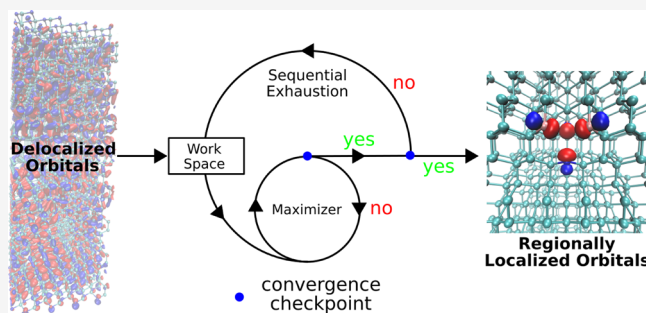 Delocalized
Orbitals
Work
Space
Sequential
Exhaustion
no
yes
yes
Maximizer
no
convergence
checkpoint
Regionally
Localized Orbitals